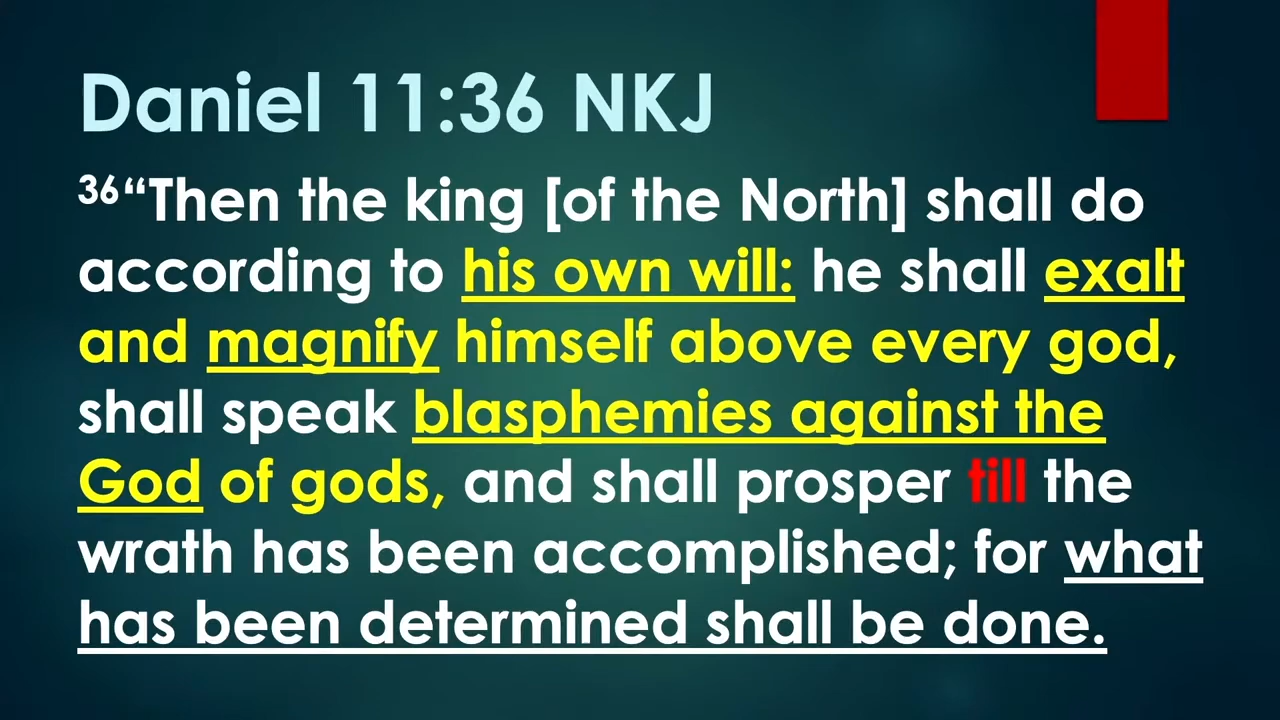 Daniel 11:36 NKJ
36“Then the king [of the North] shall do
according to his own will: he shall exalt
and magnify himself above every god,
shall speak blasphemies against the
God of gods, and shall prosper till the
wrath has been accomplished; for what
has been determined shall be done.